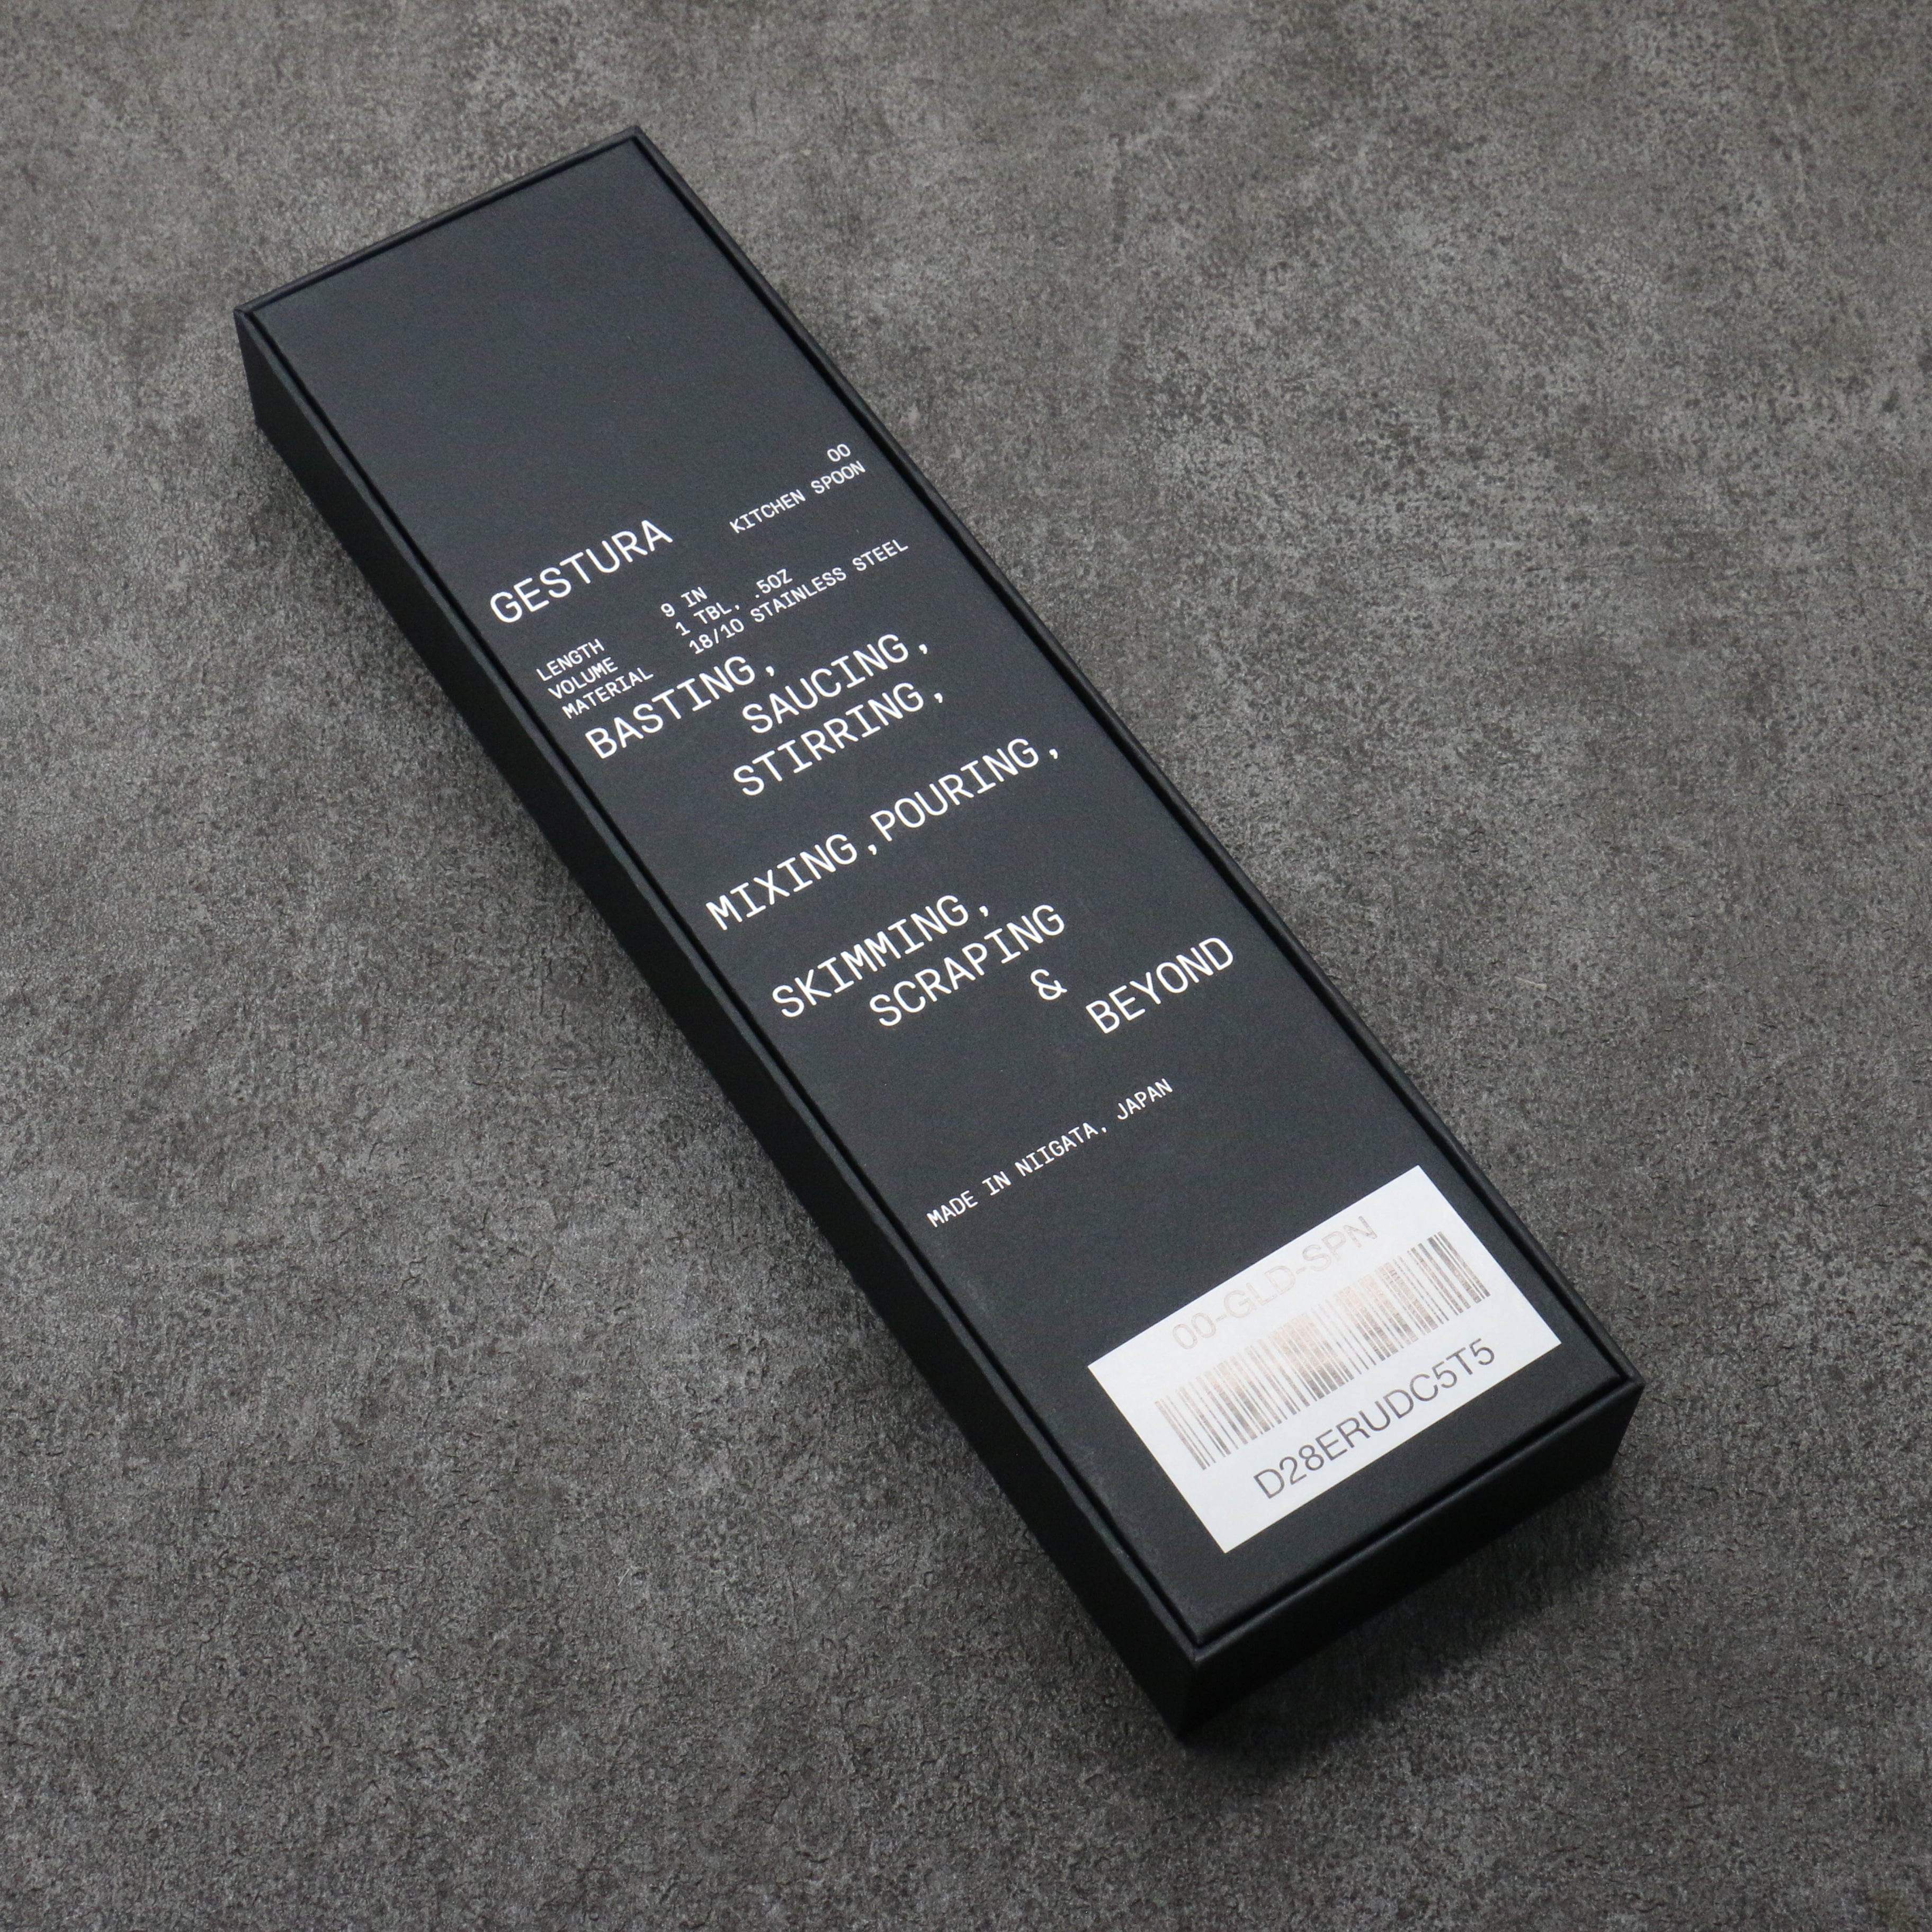 00
GESTURA KITCHEN SPOON
LENGTH 9 IN
VOLUME 1 TBL, .5OZ
MATERIAL 18/10 STAINLESS STEEL
BASTING,
SAUCING,
STIRRING,
MIXING,POURING,
SKIMMING,
SCRAPING
&
BEYOND
MADE IN NIIGATA, JAPAN
00-GLD-SPN
D28ERUDC5T5